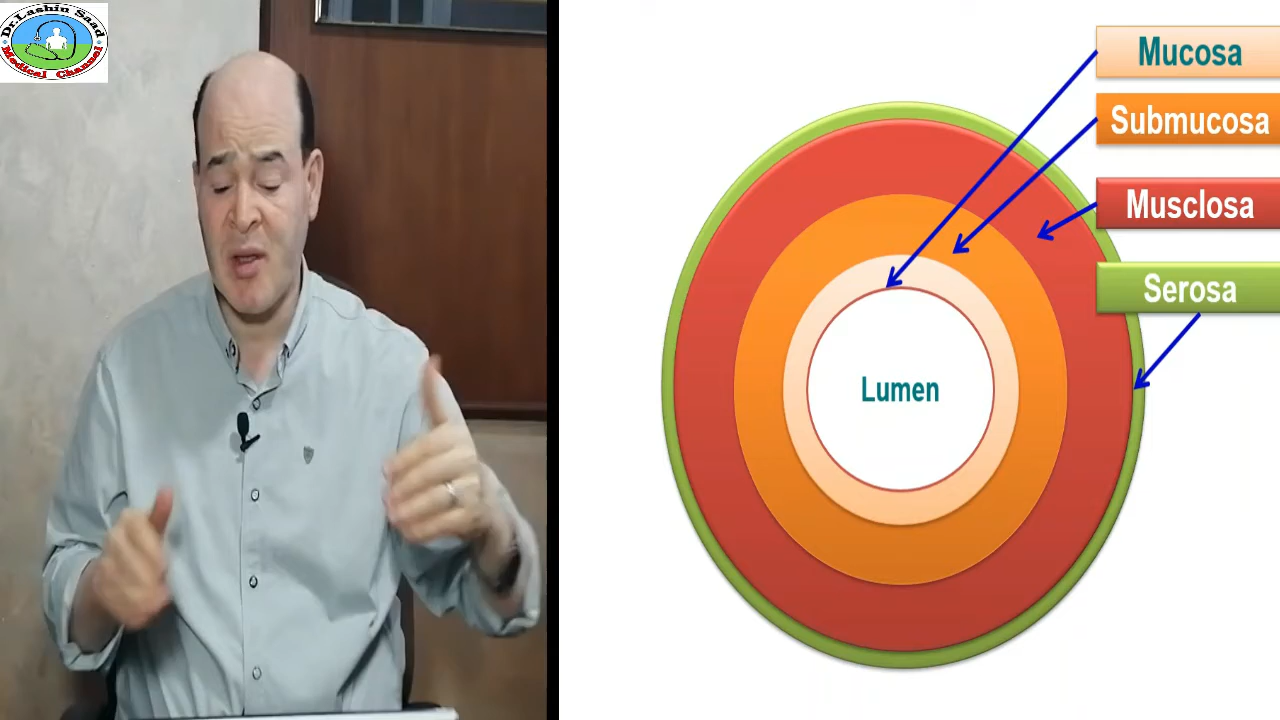 Dr.Lashin Saad
Medical Channel
Mucosa
Submucosa
Musclosa
Serosa
Lumen